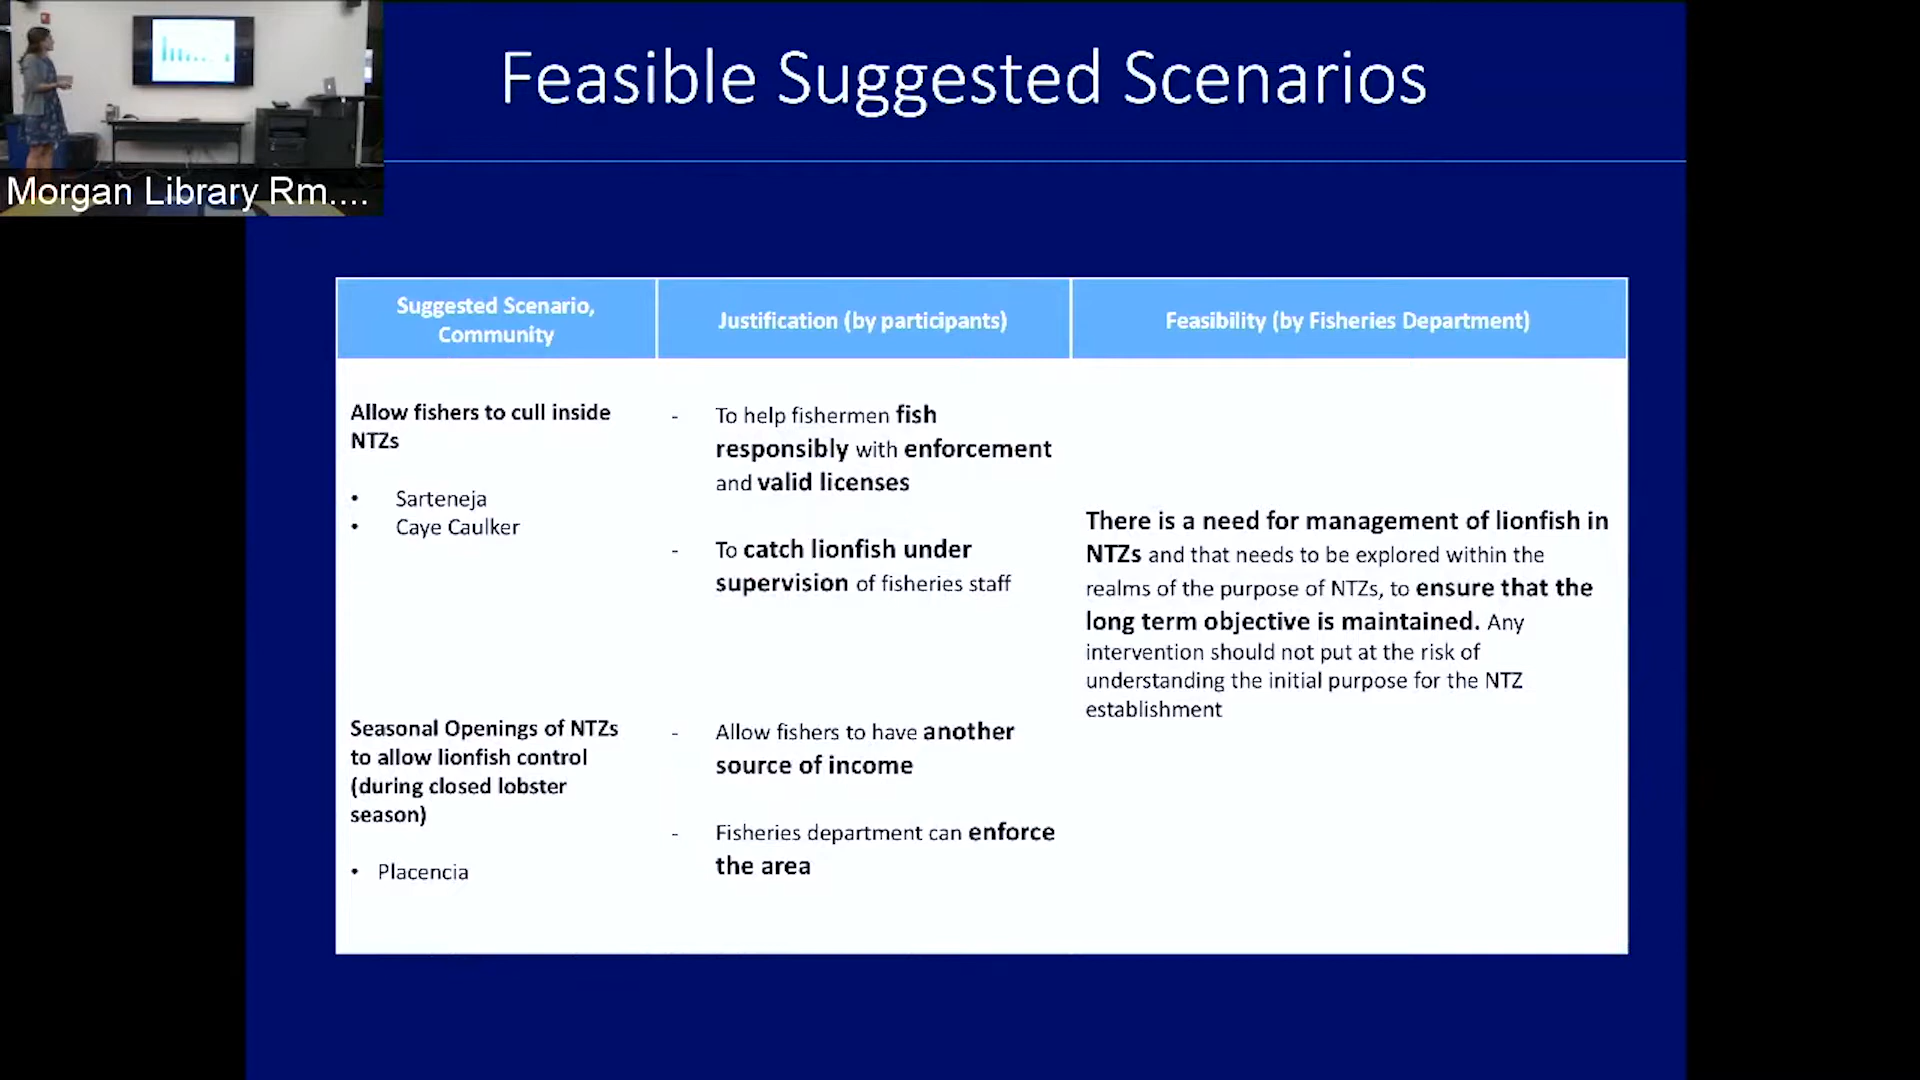 Feasible Suggested Scenarios
Morgan Library Rm....
Suggested Scenario,
Community
Justification (by participants)
Feasibility (by Fisheries Department)
Allow fishers to cull inside
NTZs
• Sarteneja
• Caye Caulker
- To help fishermen fish
responsibly with enforcement
and valid licenses
- To catch lionfish under
supervision of fisheries staff
Seasonal Openings of NTZs
to allow lionfish control
(during closed lobster
season)
• Placencia
- Allow fishers to have another
source of income
- Fisheries department can enforce
the area
There is a need for management of lionfish in
NTZs and that needs to be explored within the
realms of the purpose of NTZs, to ensure that the
long term objective is maintained. Any
intervention should not put at the risk of
understanding the initial purpose for the NTZ
establishment